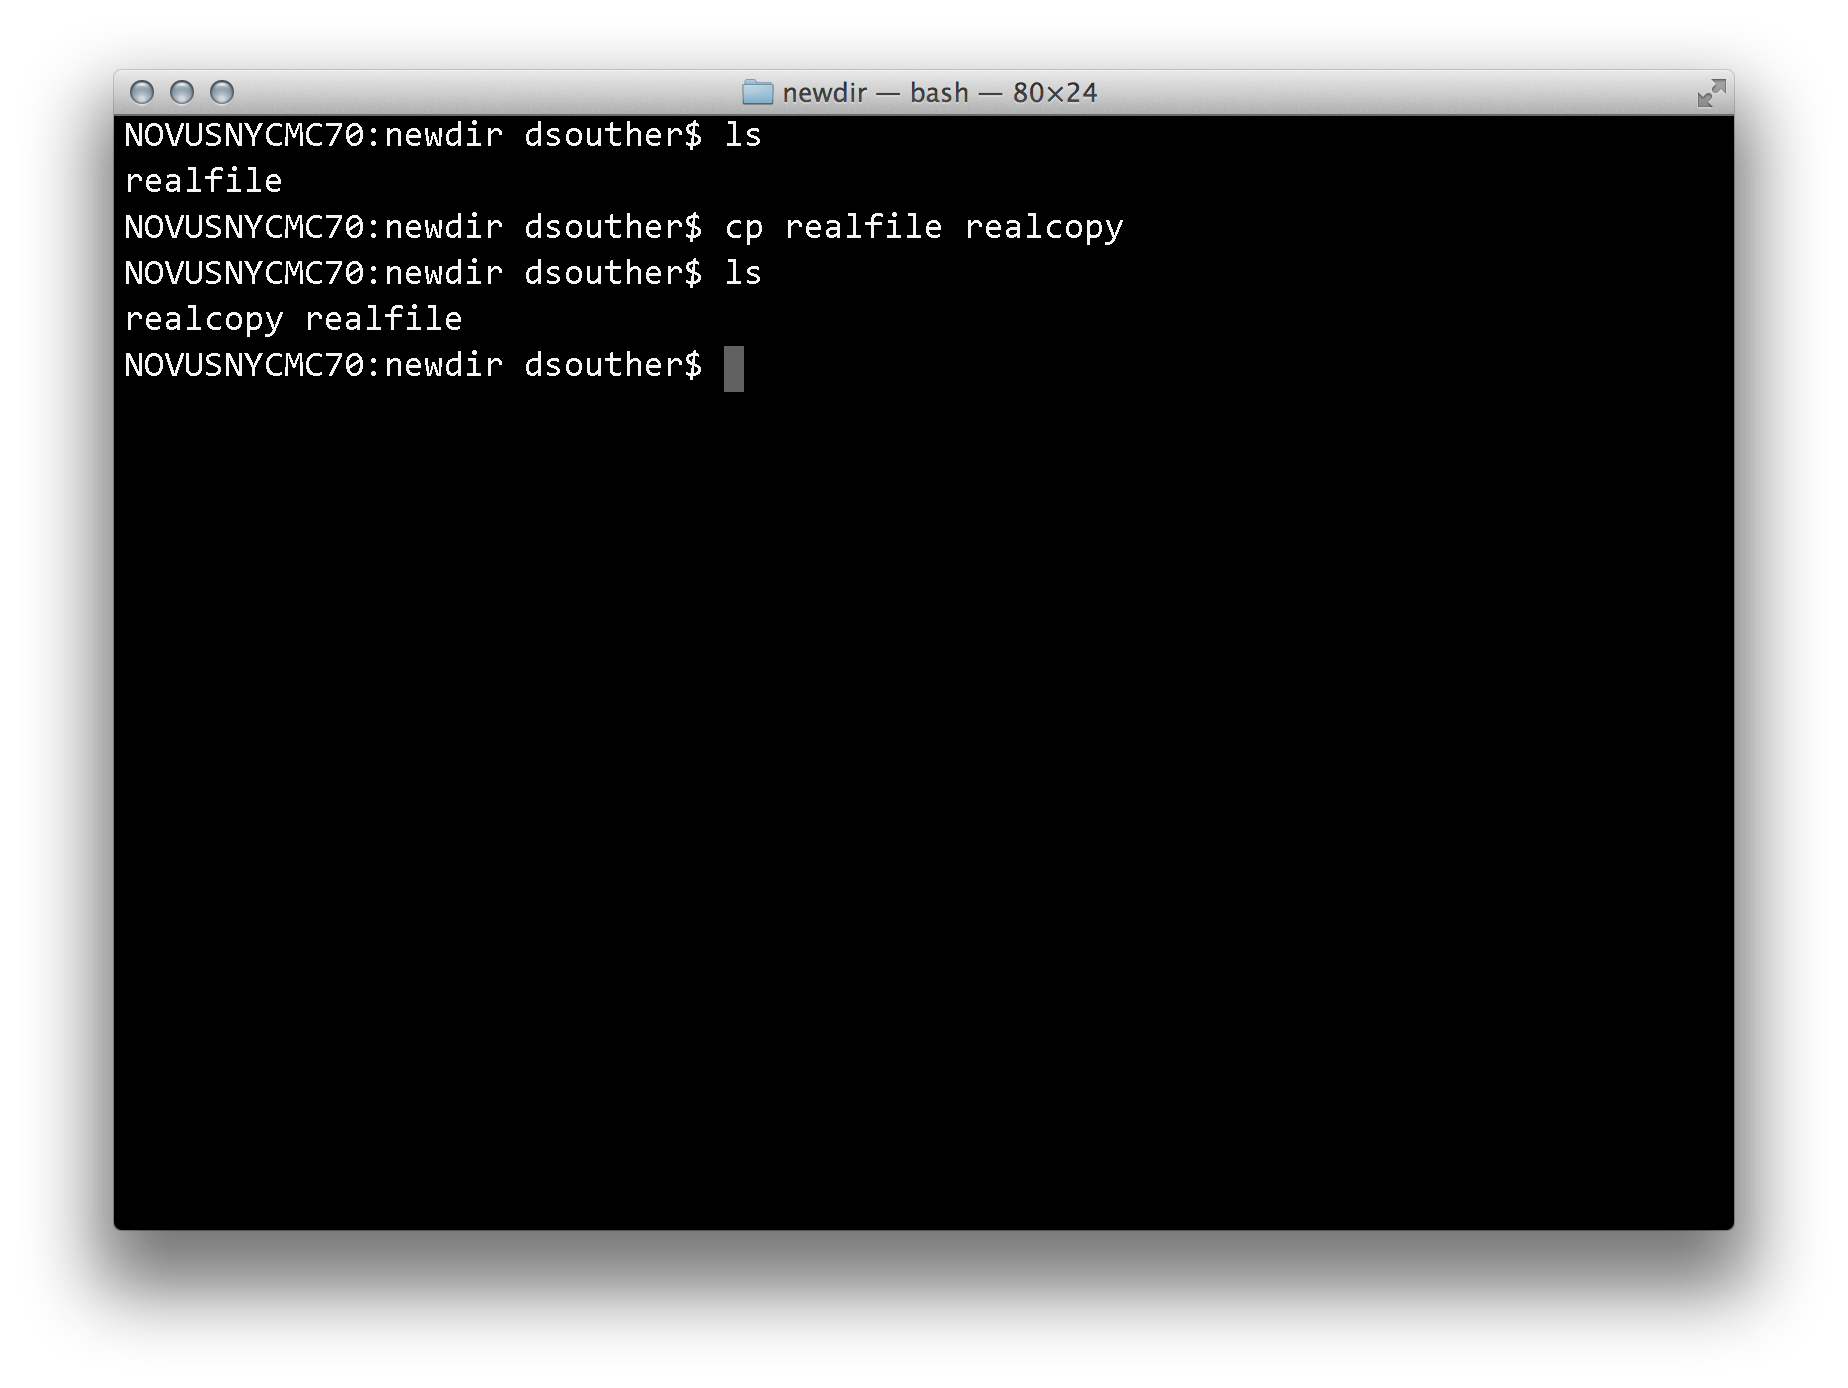 newdir — bash — 80×24
NOVUSNYCMC70:newdir dsouther$ ls
realfile
NOVUSNYCMC70:newdir dsouther$ cp realfile realcopy
NOVUSNYCMC70:newdir dsouther$ ls
realcopy realfile
NOVUSNYCMC70:newdir dsouther$